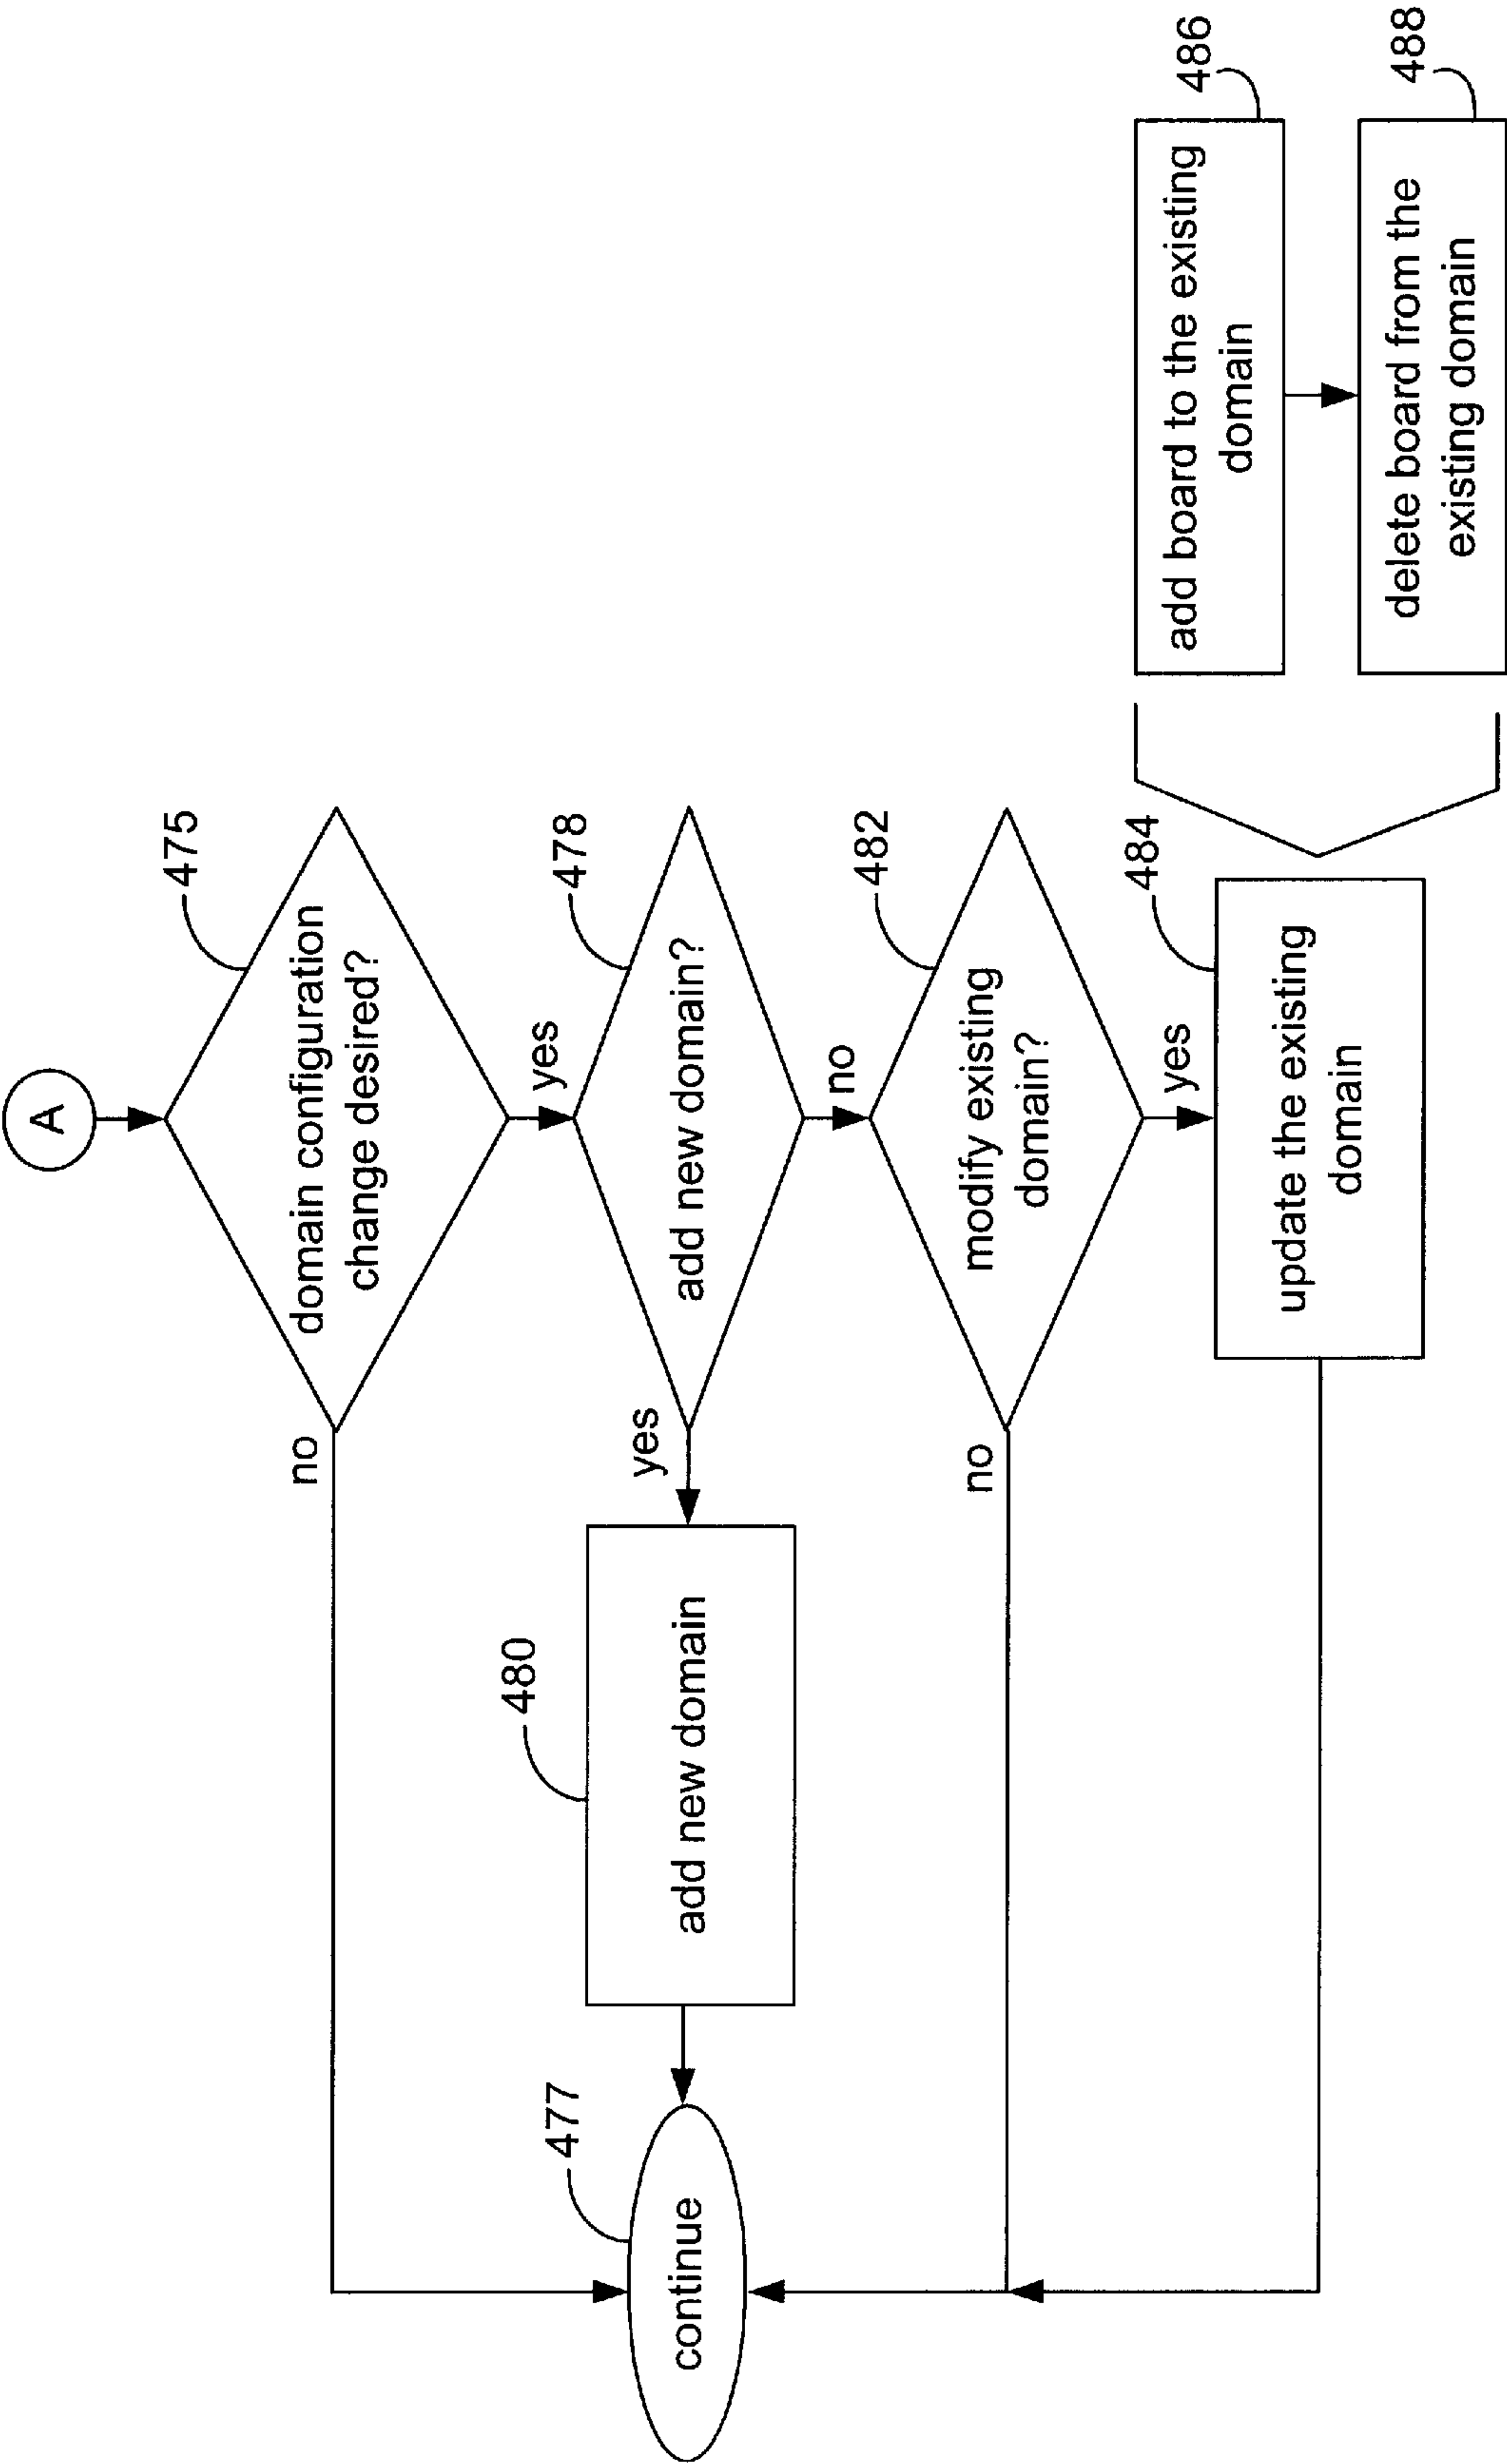 A
475
domain configuration
change desired?
no
yes
478
add new domain?
yes
no
480
add new domain
477
continue
482
modify existing
domain?
no
yes
484
update the existing
domain
486
add board to the existing
domain
488
delete board from the
existing domain